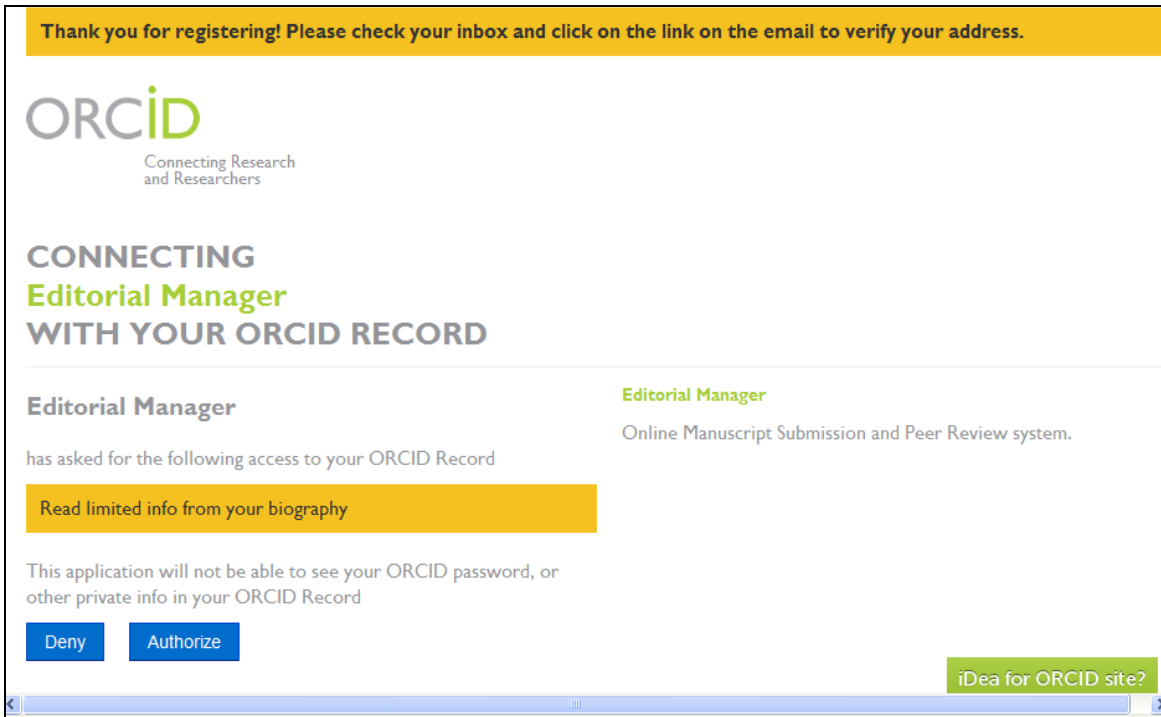 Thank you for registering! Please check your inbox and click on the link on the email to verify your address.
ORCiD
Connecting Research
and Researchers
CONNECTING
Editorial Manager
WITH YOUR ORCID RECORD
Editorial Manager
has asked for the following access to your ORCID Record
Read limited info from your biography
This application will not be able to see your ORCID password, or
other private info in your ORCID Record
Deny Authorize
Editorial Manager
Online Manuscript Submission and Peer Review system.
iDea for ORCID site?